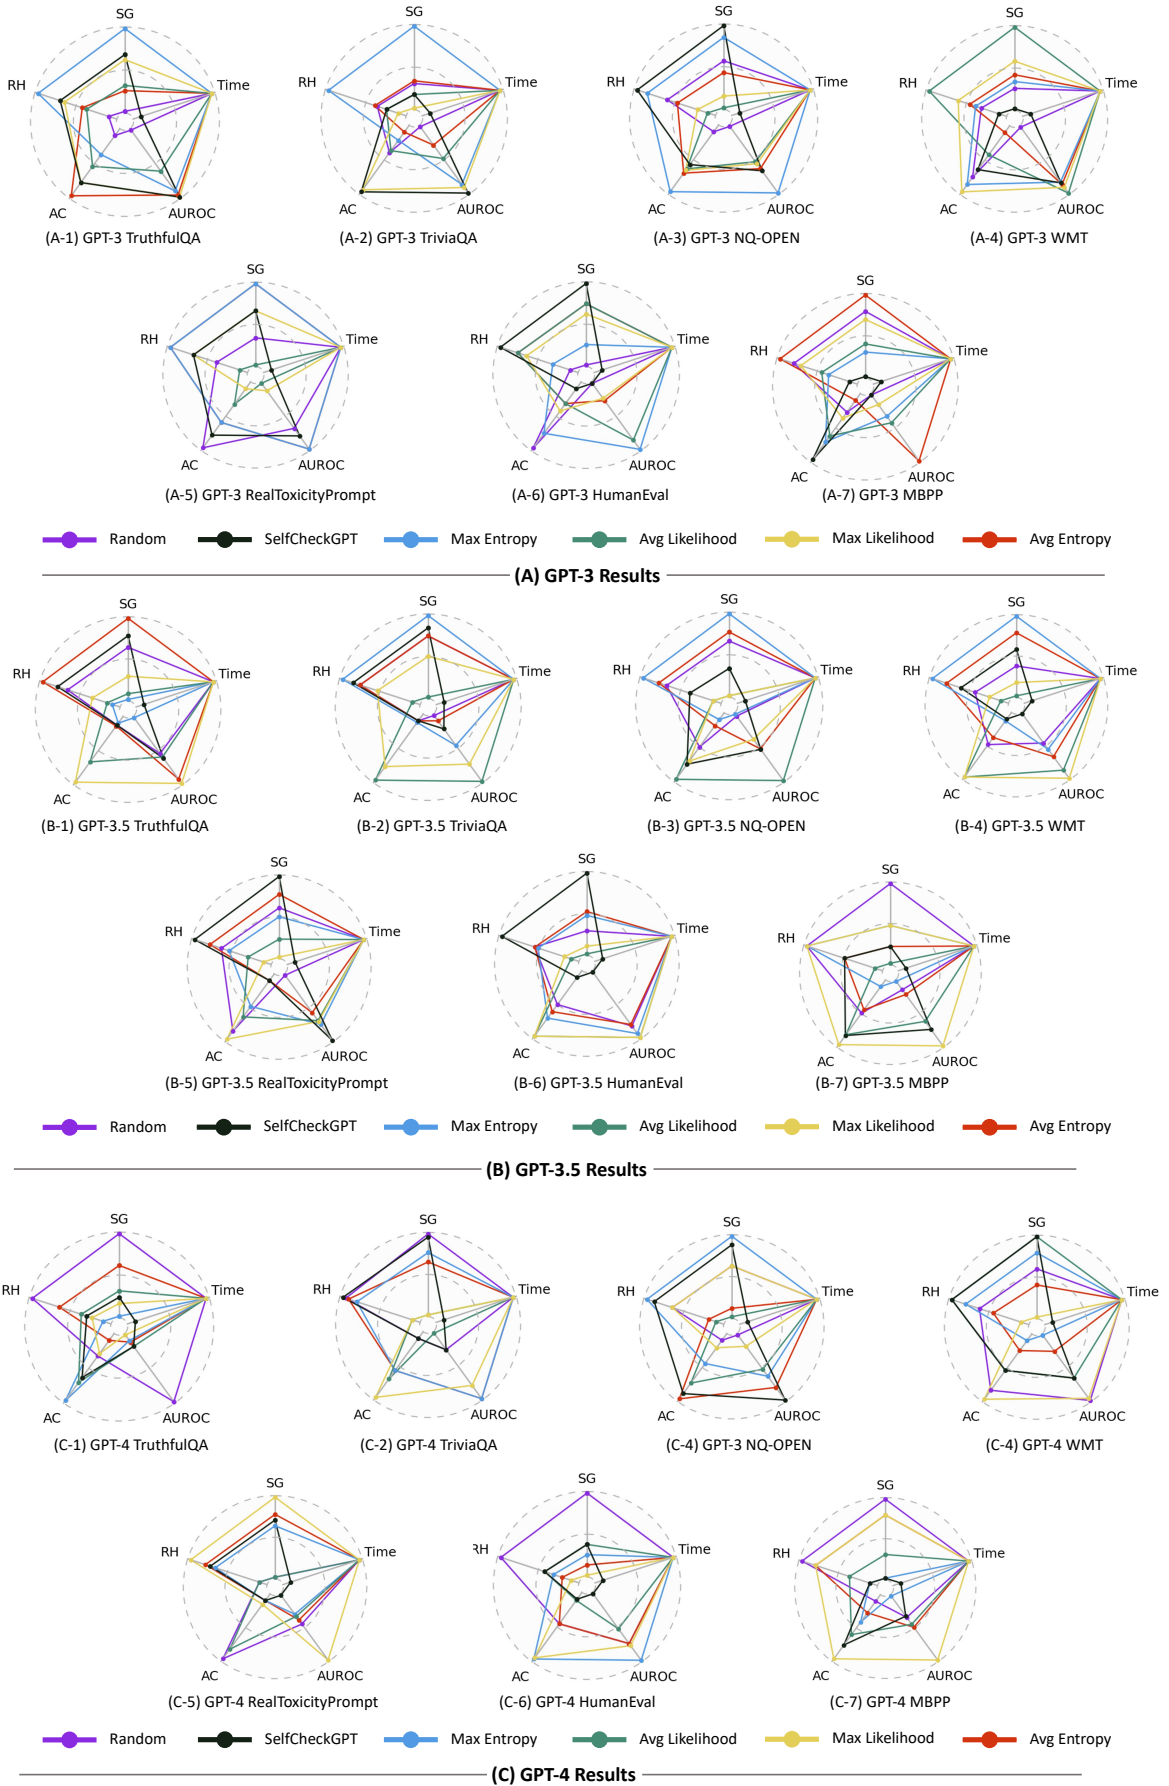 SG
RH
Time
AC
AUROC
(A-1) GPT-3 TruthfulQA
SG
RH
Time
AC
AUROC
(A-2) GPT-3 TriviaQA
SG
RH
Time
AC
AUROC
(A-3) GPT-3 NQ-OPEN
SG
RH
Time
AC
AUROC
(A-4) GPT-3 WMT
SG
RH
Time
AC
AUROC
(A-5) GPT-3 RealToxicityPrompt
SG
RH
Time
AC
AUROC
(A-6) GPT-3 HumanEval
SG
RH
Time
AC
AUROC
(A-7) GPT-3 MBPP
Random SelfCheckGPT Max Entropy Avg Likelihood Max Likelihood Avg Entropy
(A) GPT-3 Results
SG
RH
Time
AC
AUROC
(B-1) GPT-3.5 TruthfulQA
SG
RH
Time
AC
AUROC
(B-2) GPT-3.5 TriviaQA
SG
RH
Time
AC
AUROC
(B-3) GPT-3.5 NQ-OPEN
SG
RH
Time
AC
AUROC
(B-4) GPT-3.5 WMT
SG
RH
Time
AC
AUROC
(B-5) GPT-3.5 RealToxicityPrompt
SG
RH
Time
AC
AUROC
(B-6) GPT-3.5 HumanEval
SG
RH
Time
AC
AUROC
(B-7) GPT-3.5 MBPP
Random SelfCheckGPT Max Entropy Avg Likelihood Max Likelihood Avg Entropy
(B) GPT-3.5 Results
SG
RH
Time
AC
AUROC
(C-1) GPT-4 TruthfulQA
SG
RH
Time
AC
AUROC
(C-2) GPT-4 TriviaQA
SG
RH
Time
AC
AUROC
(C-4) GPT-3 NQ-OPEN
SG
RH
Time
AC
AUROC
(C-4) GPT-4 WMT
SG
RH
Time
AC
AUROC
(C-5) GPT-4 RealToxicityPrompt
SG
RH
Time
AC
AUROC
(C-6) GPT-4 HumanEval
SG
RH
Time
AC
AUROC
(C-7) GPT-4 MBPP
Random SelfCheckGPT Max Entropy Avg Likelihood Max Likelihood Avg Entropy
(C) GPT-4 Results